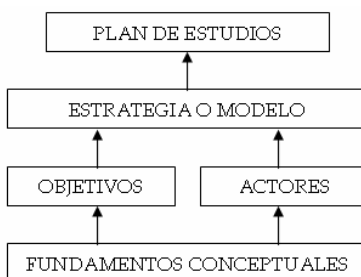 PLAN DE ESTUDIOS
ESTRATEGIA O MODELO
OBJETIVOS
ACTORES
FUNDAMENTOS CONCEPTUALES